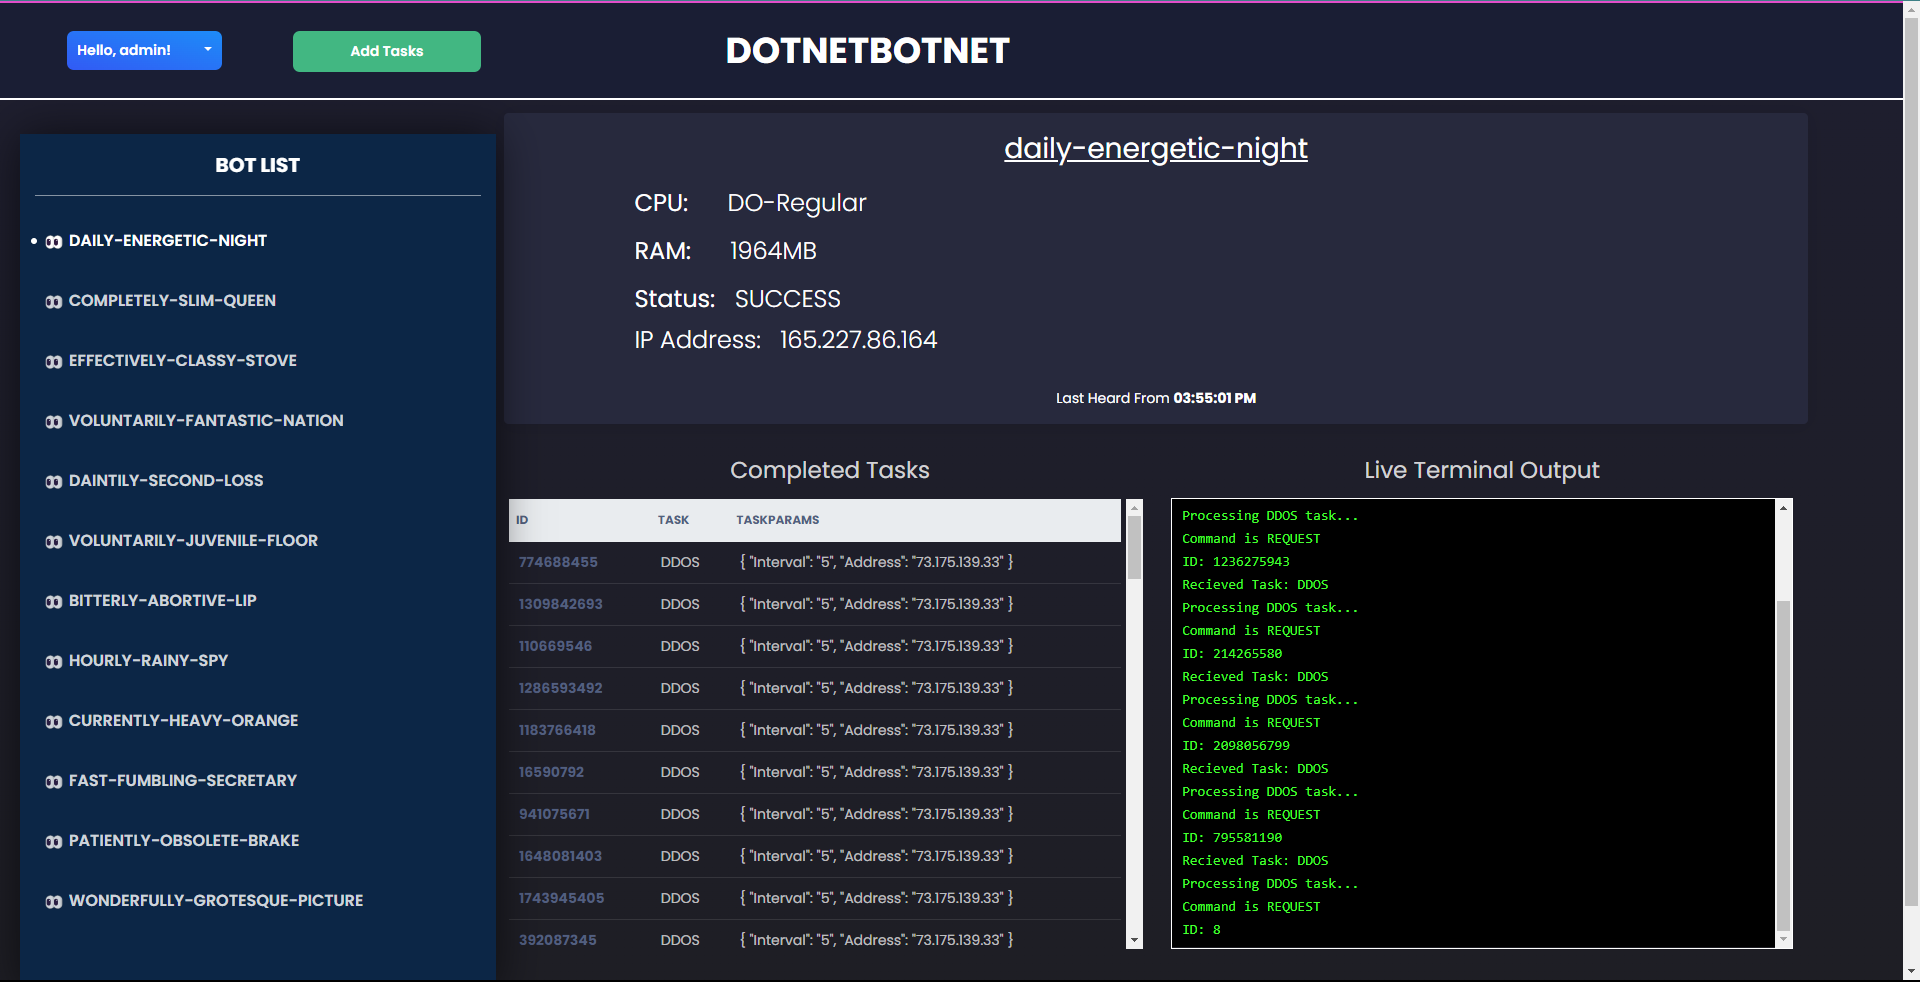 Hello, admin!
Add Tasks
DOTNETBOTNET
BOT LIST
DAILY-ENERGETIC-NIGHT
COMPLETELY-SLIM-QUEEN
EFFECTIVELY-CLASSY-STOVE
VOLUNTARILY-FANTASTIC-NATION
DAINTILY-SECOND-LOSS
VOLUNTARILY-JUVENILE-FLOOR
BITTERLY-ABORTIVE-LIP
HOURLY-RAINY-SPY
CURRENTLY-HEAVY-ORANGE
FAST-FUMBLING-SECRETARY
PATIENTLY-OBSOLETE-BRAKE
WONDERFULLY-GROTESQUE-PICTURE
daily-energetic-night
CPU: DO-Regular
RAM: 1964MB
Status: SUCCESS
IP Address: 165.227.86.164
Last Heard From 03:55:01 PM
Completed Tasks
ID TASK TASKPARAMS
774688455 DDOS { "Interval": "5", "Address": "73.175.139.33" }
1309842693 DDOS { "Interval": "5", "Address": "73.175.139.33" }
110669546 DDOS { "Interval": "5", "Address": "73.175.139.33" }
1286593492 DDOS { "Interval": "5", "Address": "73.175.139.33" }
1183766418 DDOS { "Interval": "5", "Address": "73.175.139.33" }
16590792 DDOS { "Interval": "5", "Address": "73.175.139.33" }
941075671 DDOS { "Interval": "5", "Address": "73.175.139.33" }
1648081403 DDOS { "Interval": "5", "Address": "73.175.139.33" }
1743945405 DDOS { "Interval": "5", "Address": "73.175.139.33" }
392087345 DDOS { "Interval": "5", "Address": "73.175.139.33" }
Live Terminal Output
Processing DDOS task...
Command is REQUEST
ID: 1236275943
Recieved Task: DDOS
Processing DDOS task...
Command is REQUEST
ID: 214265580
Recieved Task: DDOS
Processing DDOS task...
Command is REQUEST
ID: 2098056799
Recieved Task: DDOS
Processing DDOS task...
Command is REQUEST
ID: 795581190
Recieved Task: DDOS
Processing DDOS task...
Command is REQUEST
ID: 8